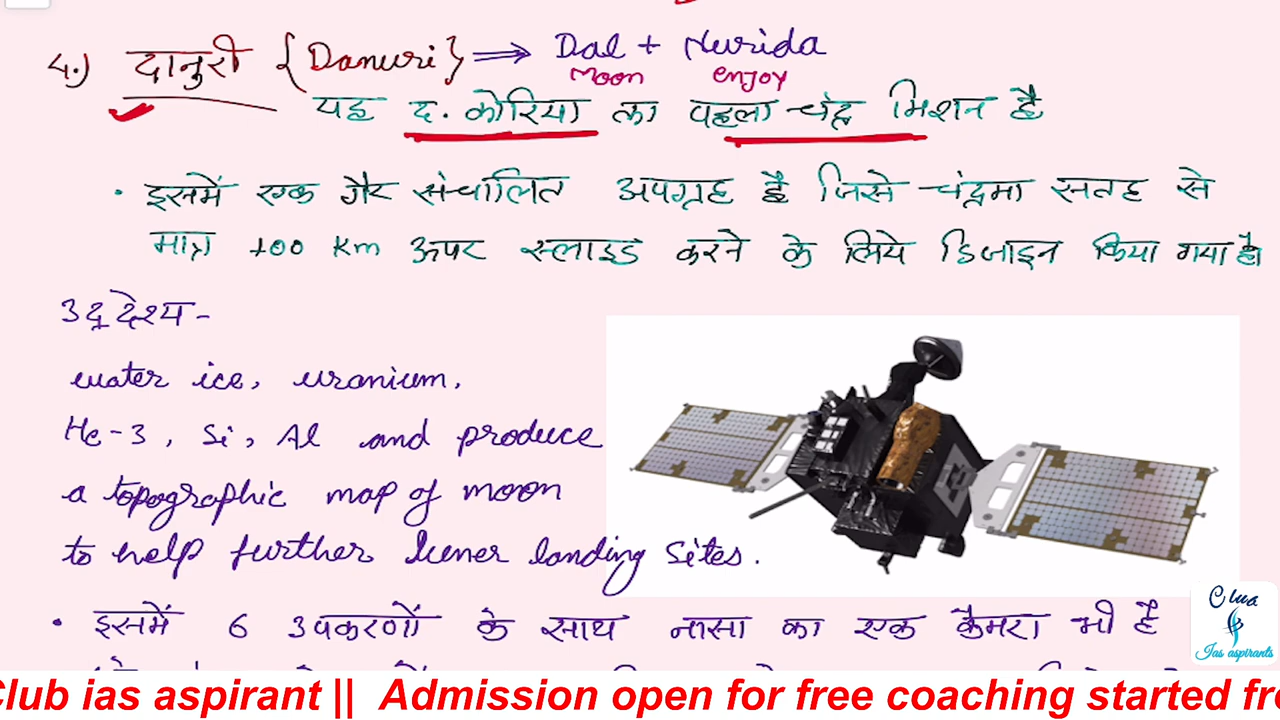 4.) दानुरी {Danuri} ⇒ Dal + Nurida
Moon enjoy
यह द. कोरिया का पहला चंद्र मिशन है
• इसमें एक गैर संचालित उपग्रह है जिसे चंद्रमा सतह से
मात्र 100 Km ऊपर स्लाइड करने के लिये डिजाइन किया गया है।
उद्देश्य -
water ice, uranium,
He-3, Si, Al and produce
a topographic map of moon
to help further luner landing sites.
• इसमें 6 उपकरणों के साथ नासा का एक कैमरा भी है
Club
Ias aspirants
Club ias aspirant || Admission open for free coaching started fre